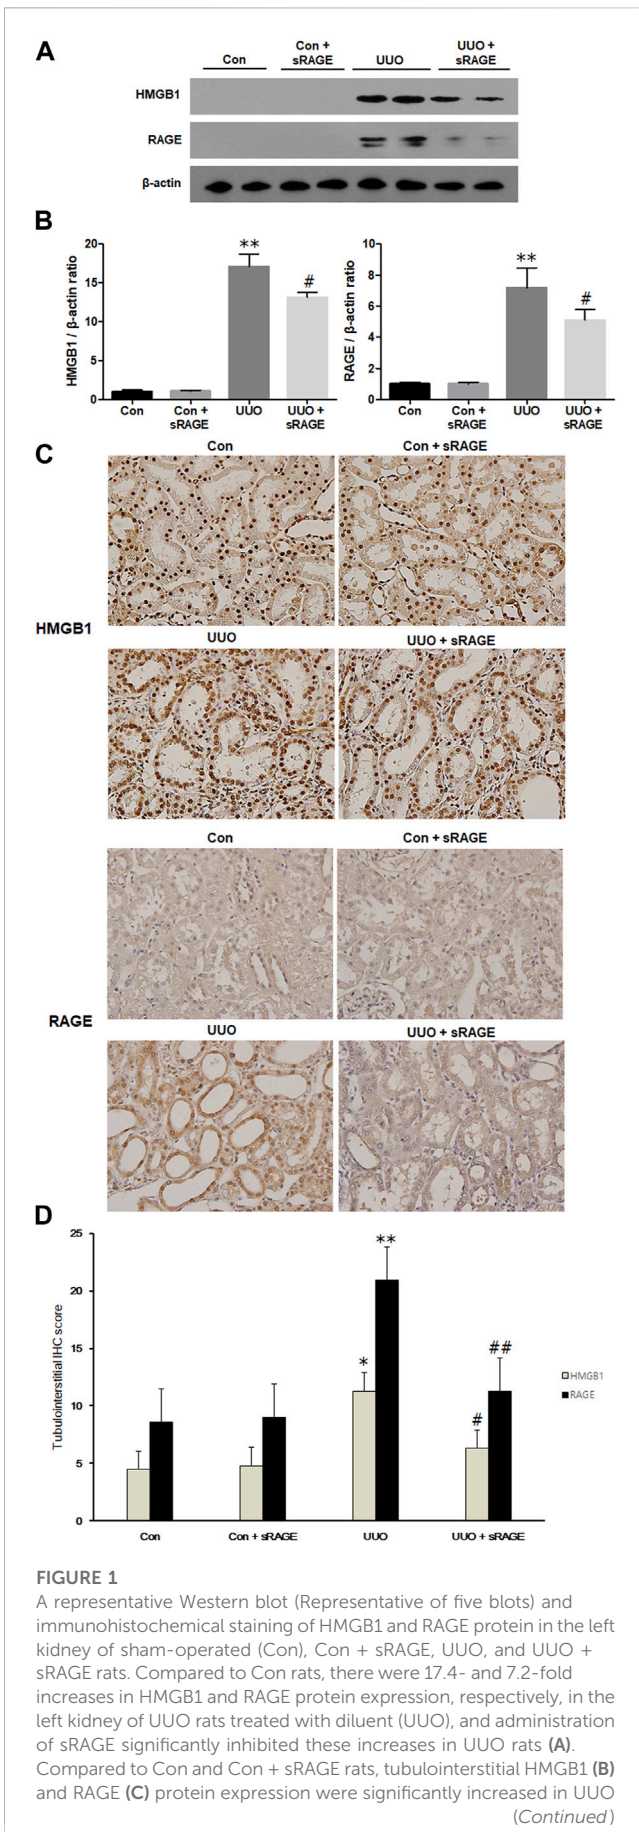 A
Con
Con +
sRAGE
UUO
UUO +
sRAGE
HMGB1
RAGE
β-actin
B
HMGB1 / β-actin ratio
20
15
10
5
0
**
#
Con
Con +
sRAGE
UUO
UUO +
sRAGE
RAGE / β-actin ratio
10
8
6
4
2
0
**
#
Con
Con +
sRAGE
UUO
UUO +
sRAGE
C
Con
Con + sRAGE
HMGB1
UUO
UUO + sRAGE
Con
Con + sRAGE
RAGE
UUO
UUO + sRAGE
D
Tubulointerstitial IHC score
25
20
15
10
5
0
*
**
#
##
HMGB1
RAGE
Con
Con + sRAGE
UUO
UUO + sRAGE
FIGURE 1
A representative Western blot (Representative of five blots) and
immunohistochemical staining of HMGB1 and RAGE protein in the left
kidney of sham-operated (Con), Con + sRAGE, UUO, and UUO +
sRAGE rats. Compared to Con rats, there were 17.4- and 7.2-fold
increases in HMGB1 and RAGE protein expression, respectively, in the
left kidney of UUO rats treated with diluent (UUO), and administration
of sRAGE significantly inhibited these increases in UUO rats (A).
Compared to Con and Con + sRAGE rats, tubulointerstitial HMGB1 (B)
and RAGE (C) protein expression were significantly increased in UUO
(Continued)